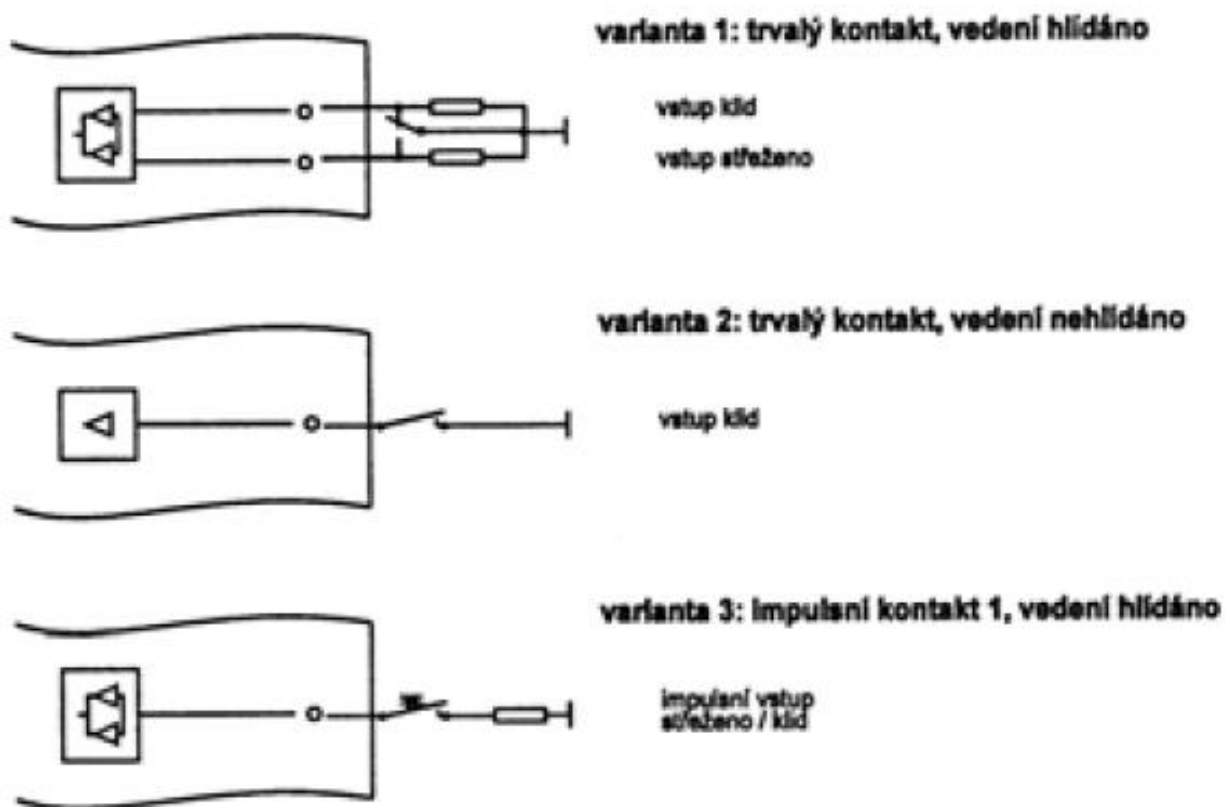 varianta 1: trvalý kontakt, vedení hlídáno
vstup klid
vstup střeženo
varianta 2: trvalý kontakt, vedení nehlídáno
vstup klid
varianta 3: impulsní kontakt 1, vedení hlídáno
impulsní vstup
střeženo / klid